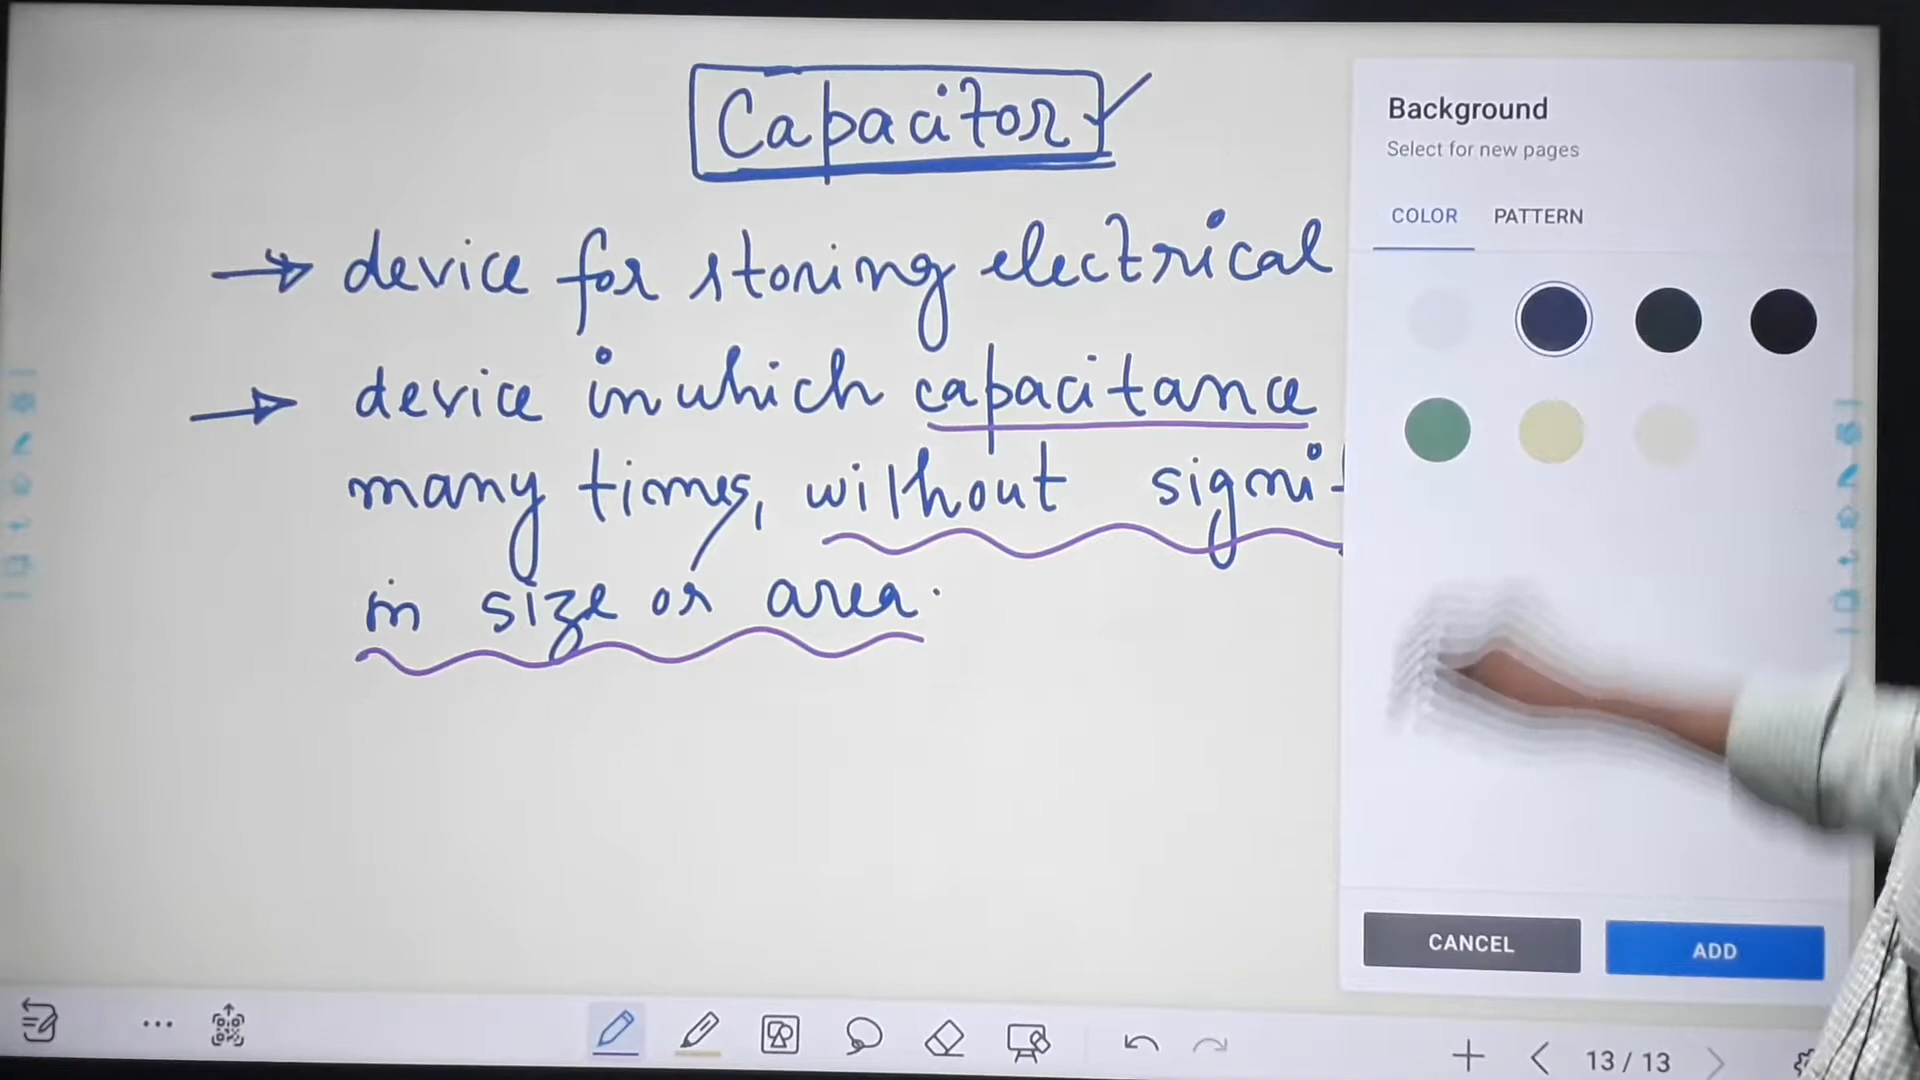 Capacitor
→ device for storing electrical
→ device in which capacitance
many times, without signi
in size or area.
Background
Select for new pages
COLOR PATTERN
CANCEL ADD
13 / 13